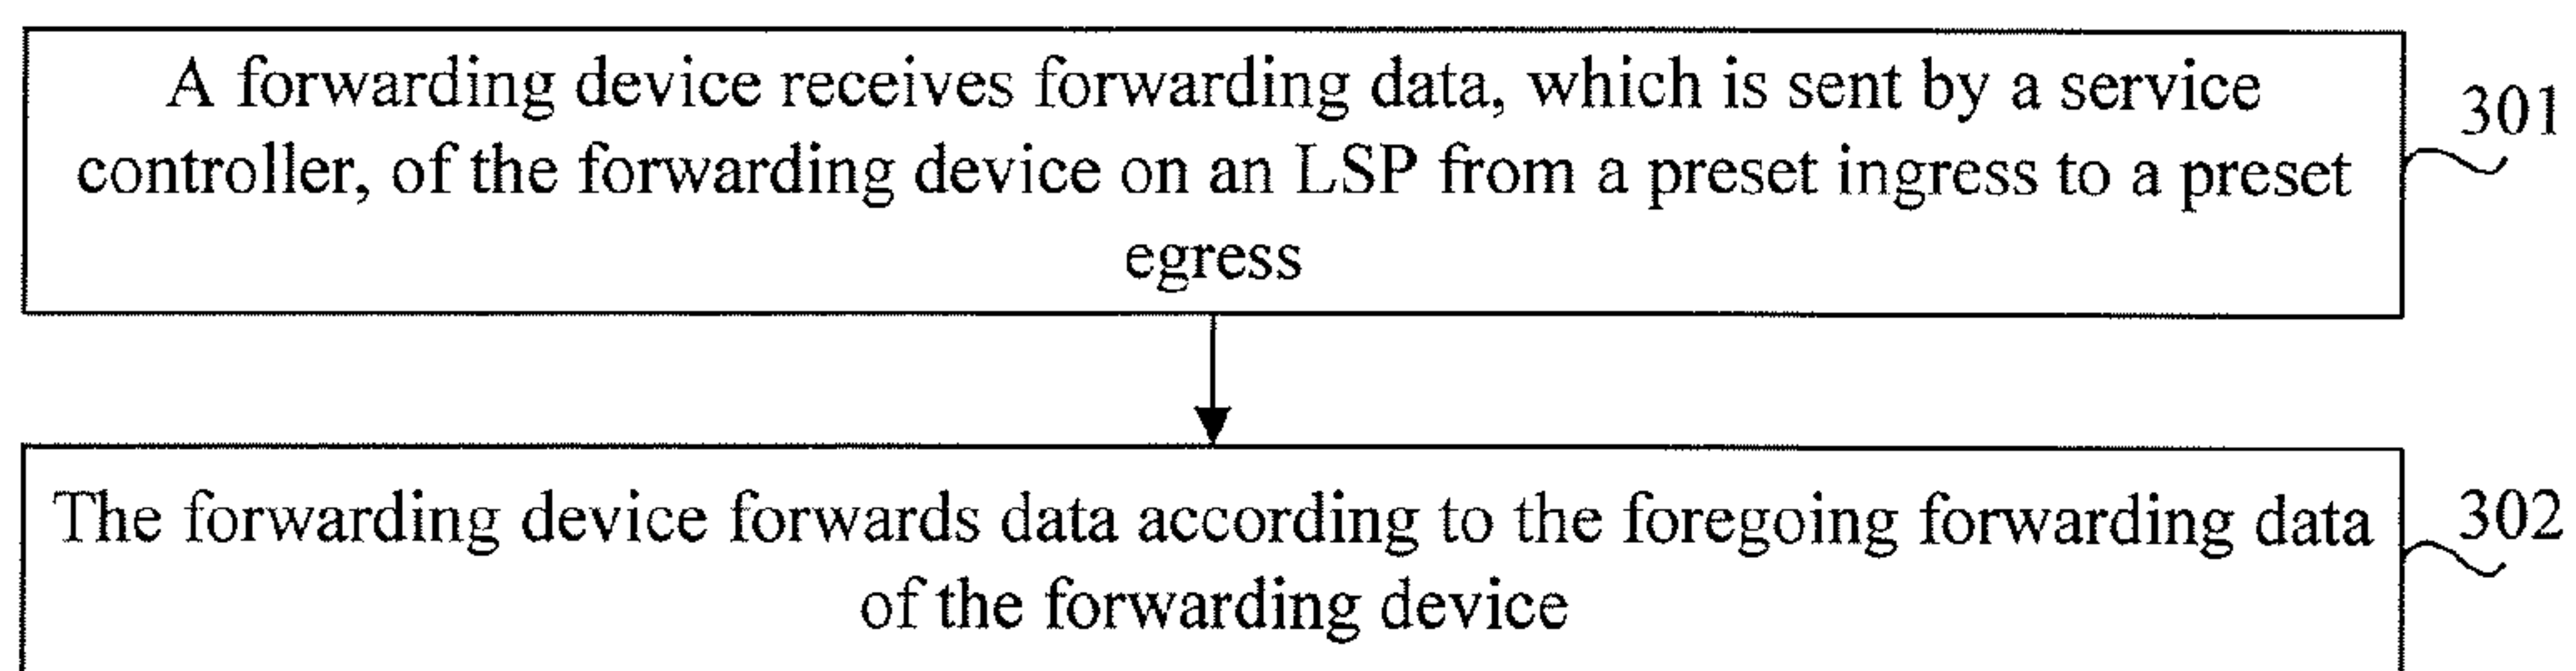 A forwarding device receives forwarding data, which is sent by a service
controller, of the forwarding device on an LSP from a preset ingress to a preset
egress
301
The forwarding device forwards data according to the foregoing forwarding data
of the forwarding device
302